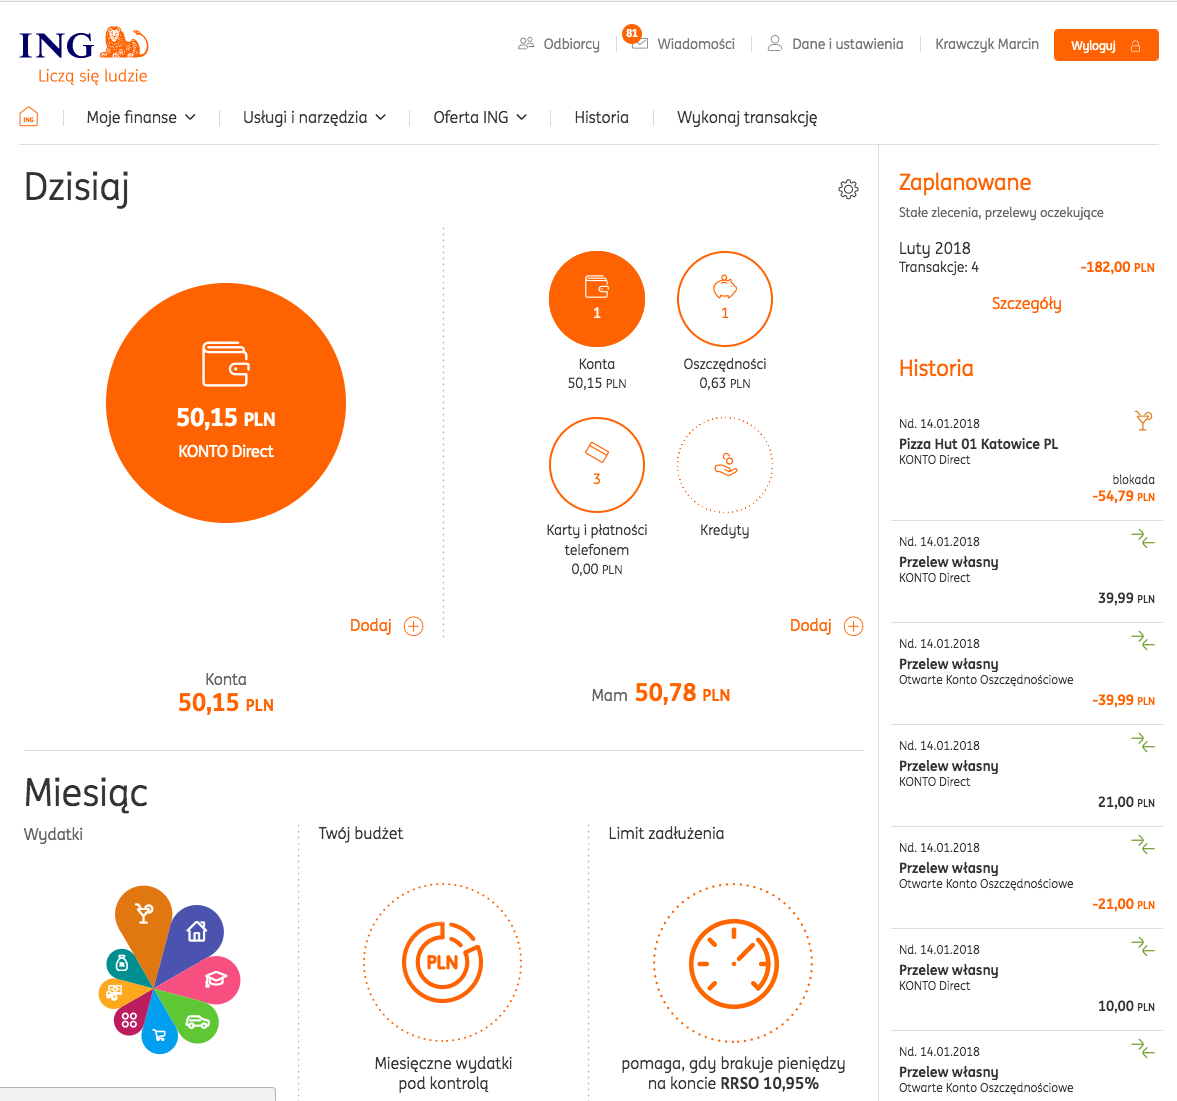 ING
Liczą się ludzie
Odbiorcy
81
Wiadomości
Dane i ustawienia
Krawczyk Marcin
Wyloguj
ING
Moje finanse
Usługi i narzędzia
Oferta ING
Historia
Wykonaj transakcję
Dzisiaj
50,15 PLN
KONTO Direct
1
Konta
50,15 PLN
1
Oszczędności
0,63 PLN
3
Karty i płatności
telefonem
0,00 PLN
Kredyty
Dodaj
Dodaj
Konta
50,15 PLN
Mam 50,78 PLN
Miesiąc
Wydatki
Twój budżet
PLN
Miesięczne wydatki
pod kontrolą
Limit zadłużenia
pomaga, gdy brakuje pieniędzy
na koncie RRSO 10,95%
Zaplanowane
Stałe zlecenia, przelewy oczekujące
Luty 2018
Transakcje: 4
-182,00 PLN
Szczegóły
Historia
Nd. 14.01.2018
Pizza Hut 01 Katowice PL
KONTO Direct
blokada
-54,79 PLN
Nd. 14.01.2018
Przelew własny
KONTO Direct
39,99 PLN
Nd. 14.01.2018
Przelew własny
Otwarte Konto Oszczędnościowe
-39,99 PLN
Nd. 14.01.2018
Przelew własny
KONTO Direct
21,00 PLN
Nd. 14.01.2018
Przelew własny
Otwarte Konto Oszczędnościowe
-21,00 PLN
Nd. 14.01.2018
Przelew własny
KONTO Direct
10,00 PLN
Nd. 14.01.2018
Przelew własny
Otwarte Konto Oszczędnościowe